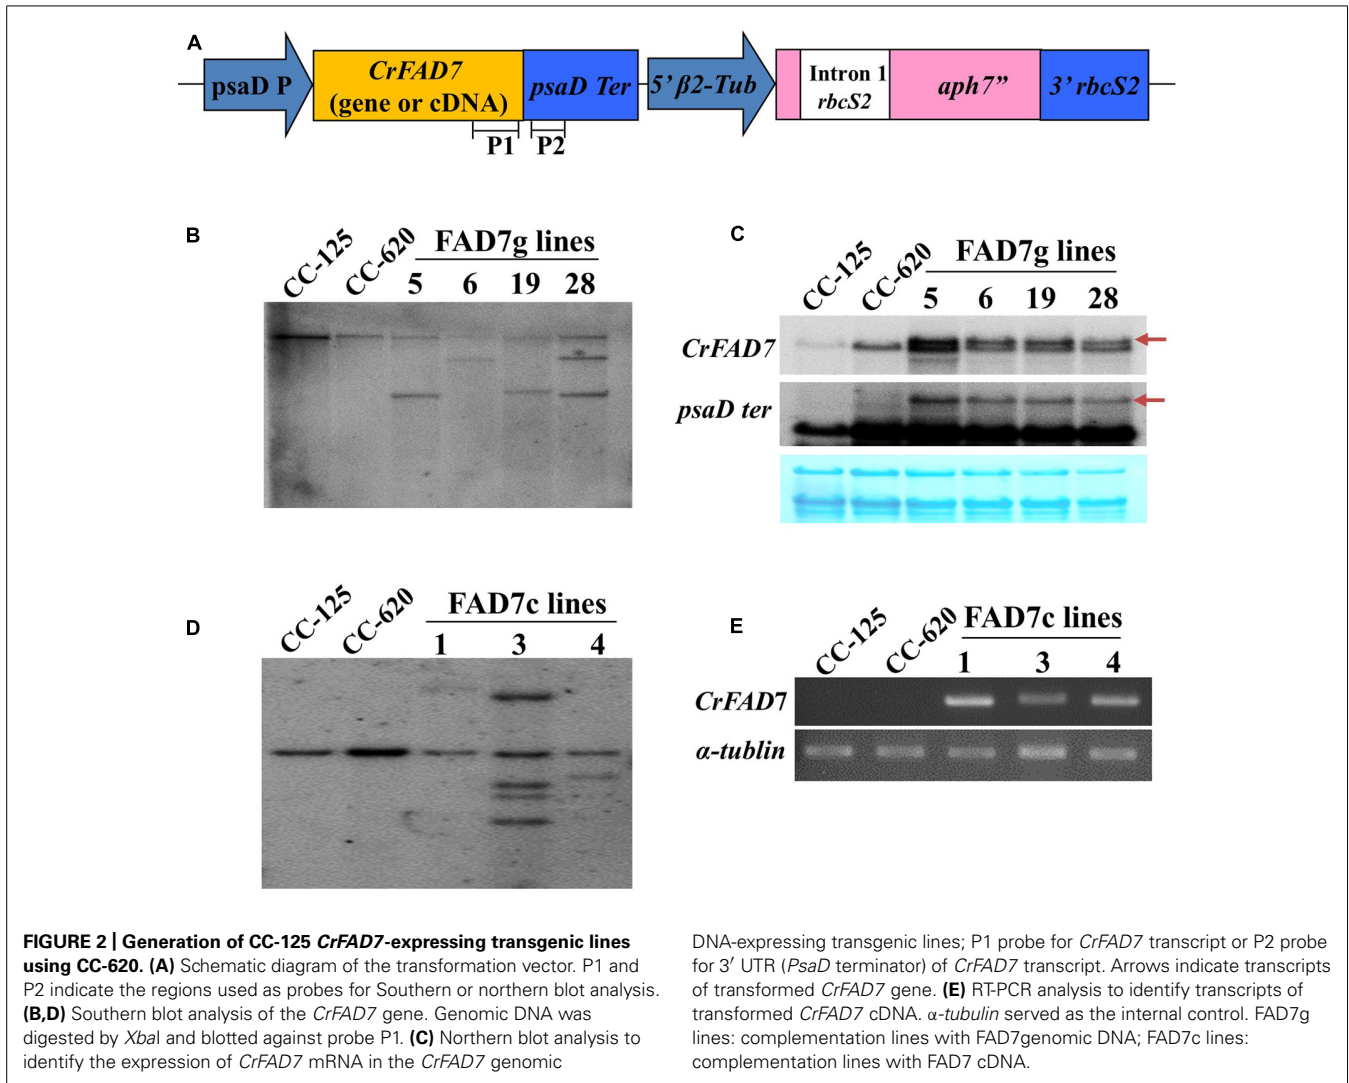 A
psaD P
CrFAD7
(gene or cDNA)
psaD Ter
5’ β2-Tub
Intron 1
rbcS2
aph7”
3’ rbcS2
P1
P2
B
CC-125
CC-620
FAD7g lines
5 6 19 28
C
CC-125
CC-620
FAD7g lines
5 6 19 28
CrFAD7
psaD ter
D
CC-125
CC-620
FAD7c lines
1 3 4
E
CC-125
CC-620
FAD7c lines
1 3 4
CrFAD7
α-tublin
FIGURE 2 | Generation of CC-125 CrFAD7-expressing transgenic lines
using CC-620. (A) Schematic diagram of the transformation vector. P1 and
P2 indicate the regions used as probes for Southern or northern blot analysis.
(B,D) Southern blot analysis of the CrFAD7 gene. Genomic DNA was
digested by XbaI and blotted against probe P1. (C) Northern blot analysis to
identify the expression of CrFAD7 mRNA in the CrFAD7 genomic
DNA-expressing transgenic lines; P1 probe for CrFAD7 transcript or P2 probe
for 3′ UTR (PsaD terminator) of CrFAD7 transcript. Arrows indicate transcripts
of transformed CrFAD7 gene. (E) RT-PCR analysis to identify transcripts of
transformed CrFAD7 cDNA. α-tubulin served as the internal control. FAD7g
lines: complementation lines with FAD7genomic DNA; FAD7c lines:
complementation lines with FAD7 cDNA.